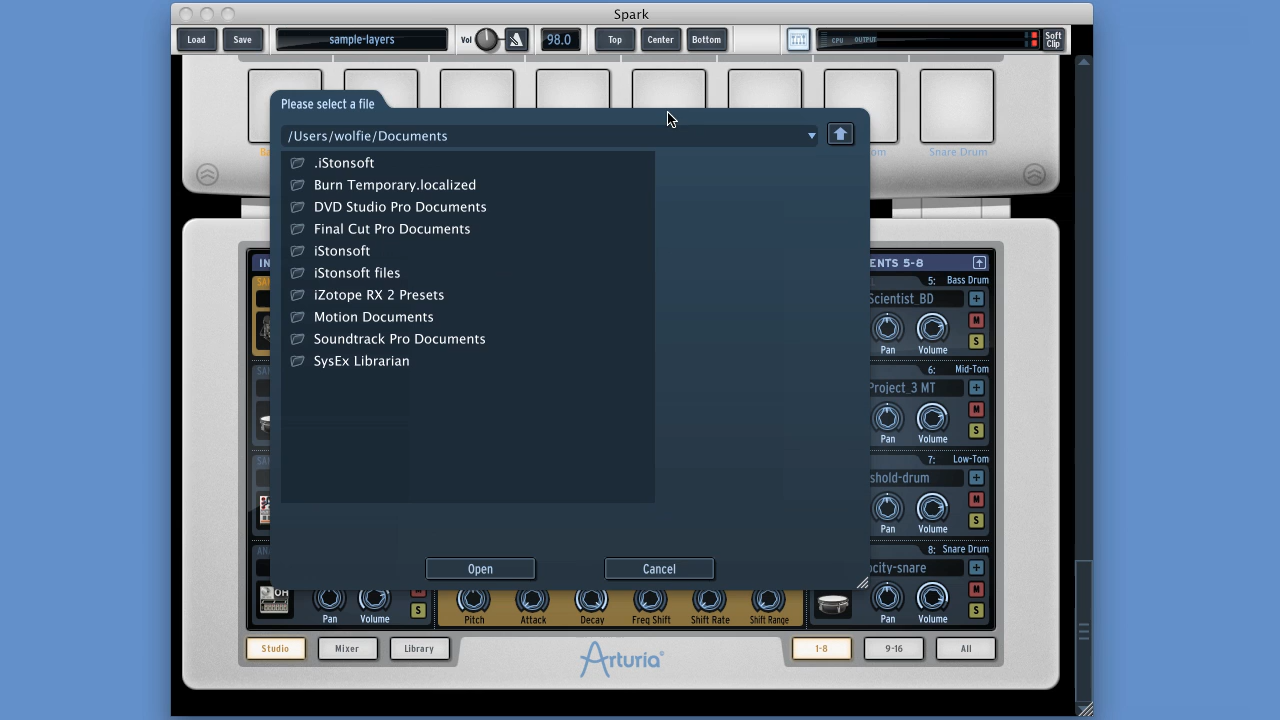 Spark
Load
Save
sample-layers
Vol
98.0
Top
Center
Bottom
CPU
OUTPUT
Soft
Clip
Please select a file
/Users/wolfie/Documents
Snare Drum
.iStonsoft
Burn Temporary.localized
DVD Studio Pro Documents
Final Cut Pro Documents
iStonsoft
iStonsoft files
iZotope RX 2 Presets
Motion Documents
Soundtrack Pro Documents
SysEx Librarian
Open
Cancel
ENTS 5-8
5: Bass Drum
Scientist_BD
M
S
Pan
Volume
6: Mid-Tom
Project_3 MT
M
S
Pan
Volume
7: Low-Tom
shold-drum
M
S
Pan
Volume
8: Snare Drum
ocity-snare
M
S
Pan
Volume
OH
S
Pan
Volume
Pitch
Attack
Decay
Freq Shift
Shift Rate
Shift Range
Studio
Mixer
Library
Arturia
1-8
9-16
All